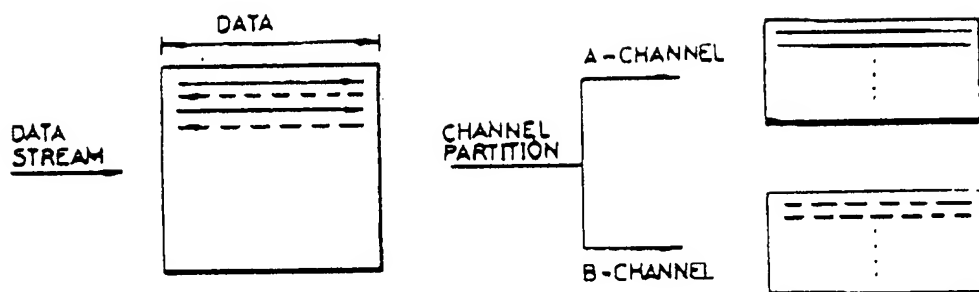 DATA
DATA
STREAM
CHANNEL
PARTITION
A-CHANNEL
B-CHANNEL